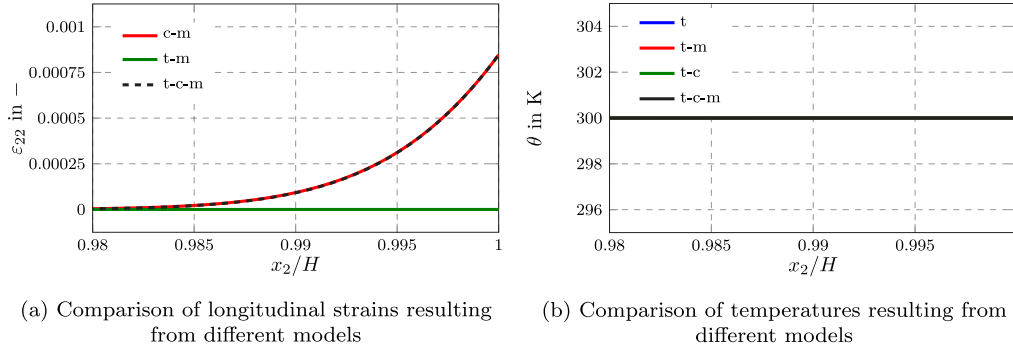 0.001
0.00075
0.0005
0.00025
0
ε22 in −
c-m
t-m
t-c-m
0.98 0.985 0.99 0.995 1
x2/H
(a) Comparison of longitudinal strains resulting
from different models
304
302
300
298
296
θ in K
t
t-m
t-c
t-c-m
0.98 0.985 0.99 0.995
x2/H
(b) Comparison of temperatures resulting from
different models